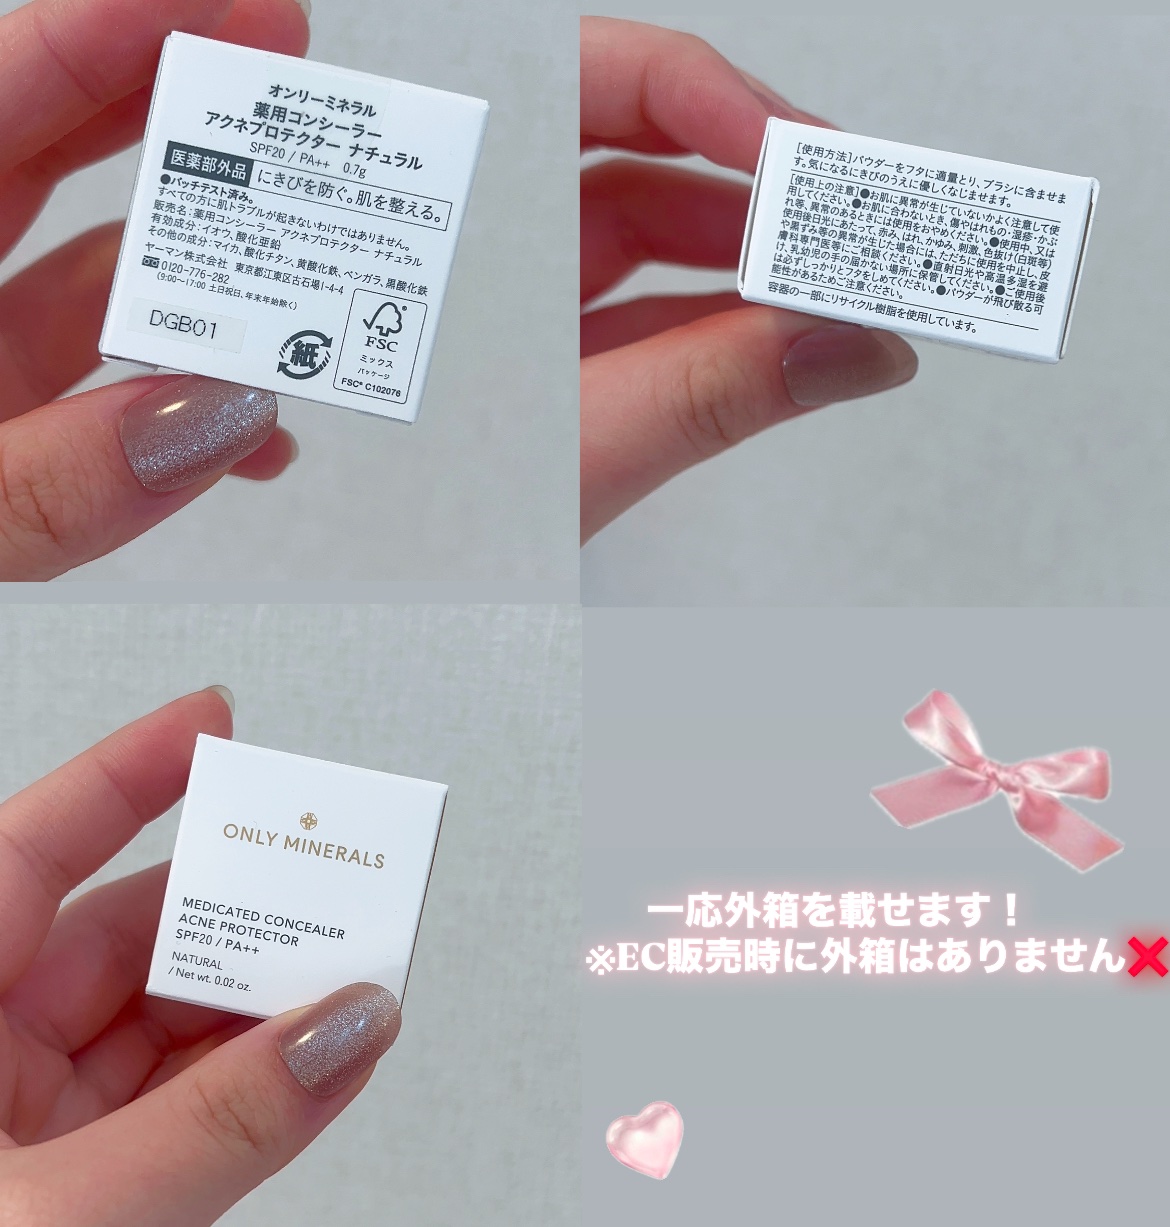 オンリーミネラル
薬用コンシーラー
アクネプロテクター ナチュラル
SPF20 / PA++ 0.7g
医薬部外品 にきびを防ぐ。肌を整える。
●パッチテスト済み。
すべての方に肌トラブルが起きないわけではありません。
販売名:薬用コンシーラー アクネプロテクター ナチュラル
有効成分:イオウ、酸化亜鉛
その他の成分:マイカ、酸化チタン、黄酸化鉄、ベンガラ、黒酸化鉄
ヤーマン株式会社 東京都江東区古石場1-4-4
0120-776-282
(9:00〜17:00 土日祝日、年末年始除く)
DGB01
紙
FSC
ミックス
パッケージ
FSC® C102076
[使用方法]パウダーをフタに適量とり、ブラシに含ませま
す。気になるにきびのうえに優しくなじませます。
[使用上の注意]●お肌に異常が生じていないかよく注意して使
用してください。●お肌に合わないとき、傷やはれもの・湿疹・かぶ
れ等、異常のあるときには使用をおやめください。●使用中、又は
使用後日光にあたって、赤み、はれ、かゆみ、刺激、色抜け(白斑等)
や黒ずみ等の異常が生じた場合には、ただちに使用を中止し、皮
膚科専門医等にご相談ください。●直射日光や高温多湿を避
け、乳幼児の手の届かない場所に保管してください。●ご使用後
は必ずしっかりとフタをしめてください。●パウダーが飛び散る可
能性があるためご注意ください。
容器の一部にリサイクル樹脂を使用しています。
ONLY MINERALS
MEDICATED CONCEALER
ACNE PROTECTOR
SPF20 / PA++
NATURAL
/ Net wt. 0.02 oz.
一応外箱を載せます！
※EC販売時に外箱はありません❌